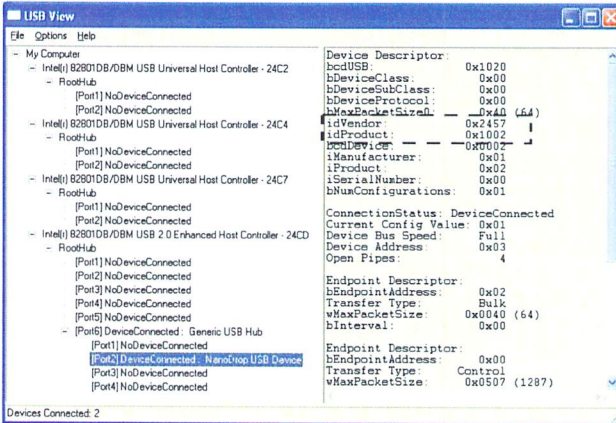 USB View
File Options Help
- My Computer
- Intel(r) 82801DB/DBM USB Universal Host Controller - 24C2
- RootHub
[Port1] NoDeviceConnected
[Port2] NoDeviceConnected
- Intel(r) 82801DB/DBM USB Universal Host Controller - 24C4
- RootHub
[Port1] NoDeviceConnected
[Port2] NoDeviceConnected
- Intel(r) 82801DB/DBM USB Universal Host Controller - 24C7
- RootHub
[Port1] NoDeviceConnected
[Port2] NoDeviceConnected
- Intel(r) 82801DB/DBM USB 2.0 Enhanced Host Controller - 24CD
- RootHub
[Port1] NoDeviceConnected
[Port2] NoDeviceConnected
[Port3] NoDeviceConnected
[Port4] NoDeviceConnected
[Port5] NoDeviceConnected
- [Port6] DeviceConnected : Generic USB Hub
[Port1] NoDeviceConnected
[Port2] DeviceConnected : NanoDrop USB Device
[Port3] NoDeviceConnected
[Port4] NoDeviceConnected
Device Descriptor:
bcdUSB: 0x1020
bDeviceClass: 0x00
bDeviceSubClass: 0x00
bDeviceProtocol: 0x00
bMaxPacketSize0: 0x40 (64)
idVendor: 0x2457
idProduct: 0x1002
bcdDevice: 0x0002
iManufacturer: 0x01
iProduct: 0x02
iSerialNumber: 0x00
bNumConfigurations: 0x01
ConnectionStatus: DeviceConnected
Current Config Value: 0x01
Device Bus Speed: Full
Device Address: 0x03
Open Pipes: 4
Endpoint Descriptor:
bEndpointAddress: 0x02
Transfer Type: Bulk
wMaxPacketSize: 0x0040 (64)
bInterval: 0x00
Endpoint Descriptor:
bEndpointAddress: 0x00
Transfer Type: Control
wMaxPacketSize: 0x0507 (1287)
Devices Connected: 2